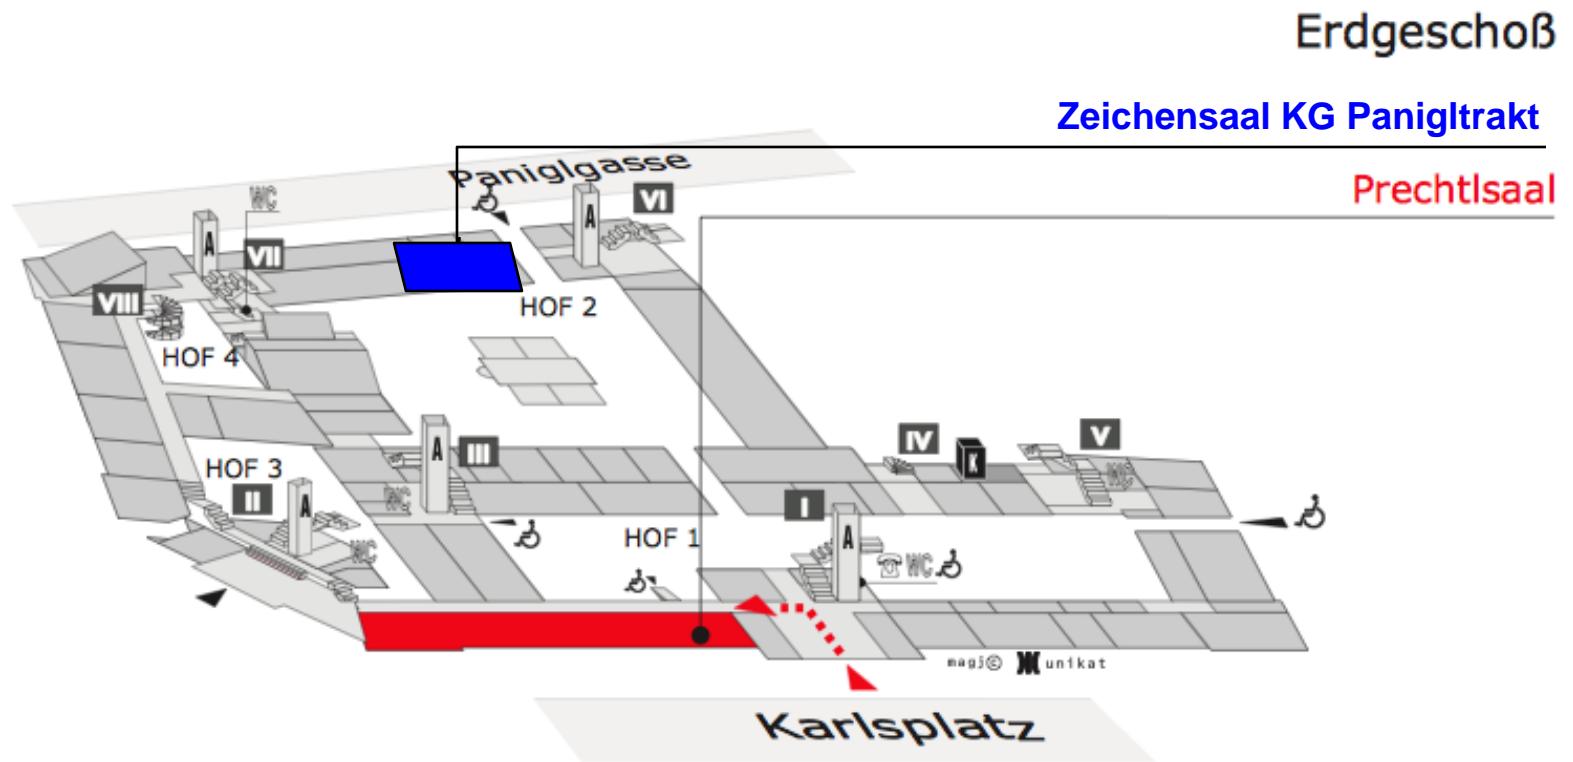 Erdgeschoß
Zeichensaal KG Panigltrakt
Paniglgasse
Prechtlsaal
WC
A
A
VI
VII
VIII
HOF 2
HOF 4
A
III
IV
K
V
HOF 3
WC
II
A
WC
I
A
HOF 1
WC
WC
magj© unikat
Karlsplatz